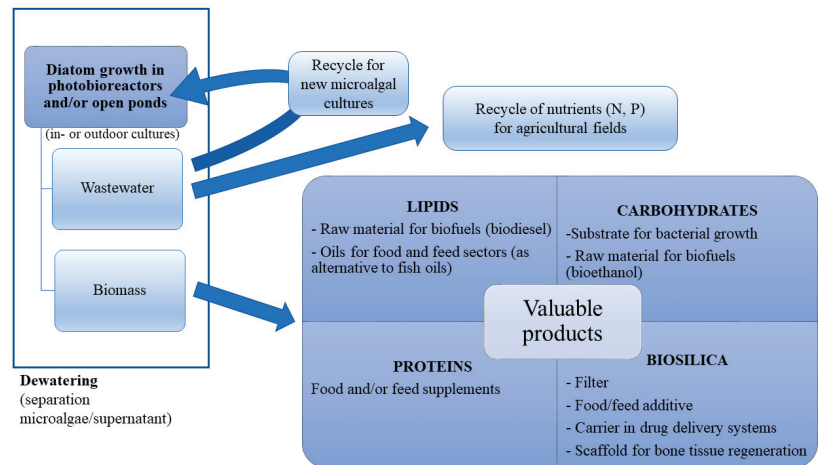 Diatom growth in
photobioreactors
and/or open ponds
(in- or outdoor cultures)
Wastewater
Biomass
Dewatering
(separation
microalgae/supernatant)
Recycle for
new microalgal
cultures
Recycle of nutrients (N, P)
for agricultural fields
LIPIDS
- Raw material for biofuels (biodiesel)
- Oils for food and feed sectors (as
alternative to fish oils)
CARBOHYDRATES
-Substrate for bacterial growth
- Raw material for biofuels
(bioethanol)
Valuable
products
PROTEINS
Food and/or feed supplements
BIOSILICA
- Filter
- Food/feed additive
- Carrier in drug delivery systems
- Scaffold for bone tissue regeneration